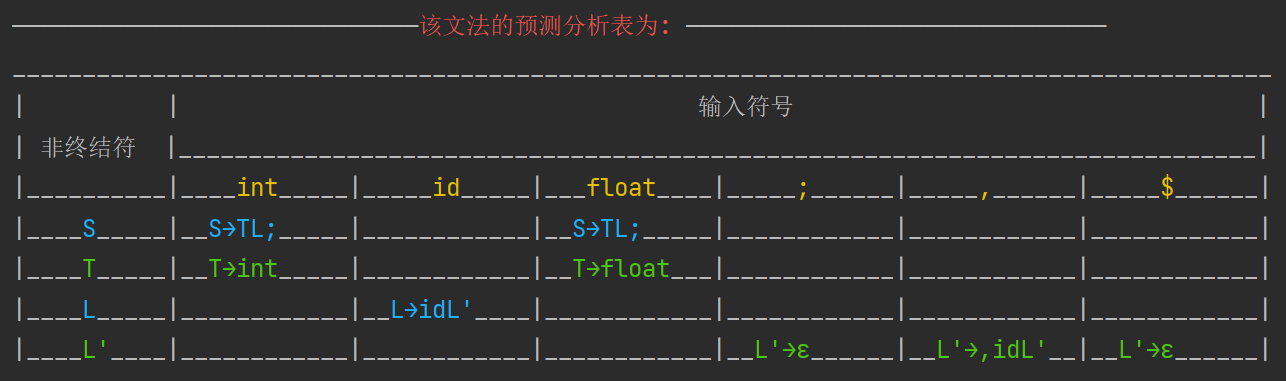 该文法的预测分析表为:
输入符号
非终结符
int id float ; , $
S S→TL; S→TL;
T T→int T→float
L L→idL'
L' L'→ε L'→,idL' L'→ε